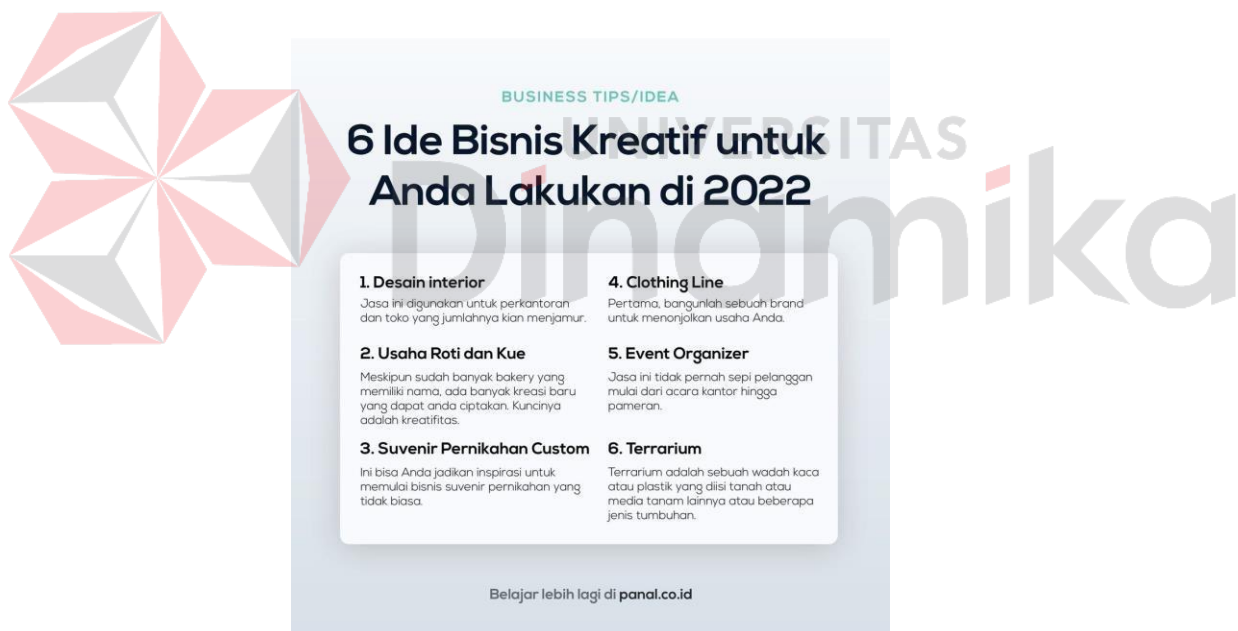 BUSINESS TIPS/IDEA
6 Ide Bisnis Kreatif untuk
Anda Lakukan di 2022
UNIVERSITAS
Dinamika
1. Desain interior
Jasa ini digunakan untuk perkantoran
dan toko yang jumlahnya kian menjamur.
2. Usaha Roti dan Kue
Meskipun sudah banyak bakery yang
memiliki nama, ada banyak kreasi baru
yang dapat anda ciptakan. Kuncinya
adalah kreatifitas.
3. Suvenir Pernikahan Custom
Ini bisa Anda jadikan inspirasi untuk
memulai bisnis suvenir pernikahan yang
tidak biasa.
4. Clothing Line
Pertama, bangunlah sebuah brand
untuk menonjolkan usaha Anda.
5. Event Organizer
Jasa ini tidak pernah sepi pelanggan
mulai dari acara kantor hingga
pameran.
6. Terrarium
Terrarium adalah sebuah wadah kaca
atau plastik yang diisi tanah atau
media tanam lainnya atau beberapa
jenis tumbuhan.
Belajar lebih lagi di panal.co.id